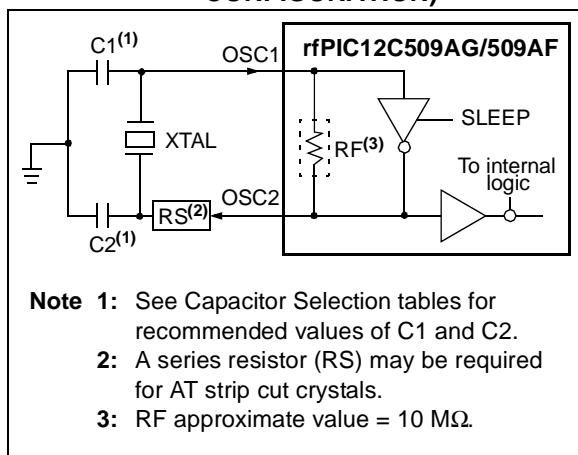 CONFIGURATION)
C1(1)
OSC1
rfPIC12C509AG/509AF
SLEEP
XTAL
RF(3)
To internal
logic
OSC2
RS(2)
C2(1)
Note 1: See Capacitor Selection tables for
recommended values of C1 and C2.
2: A series resistor (RS) may be required
for AT strip cut crystals.
3: RF approximate value = 10 MΩ.